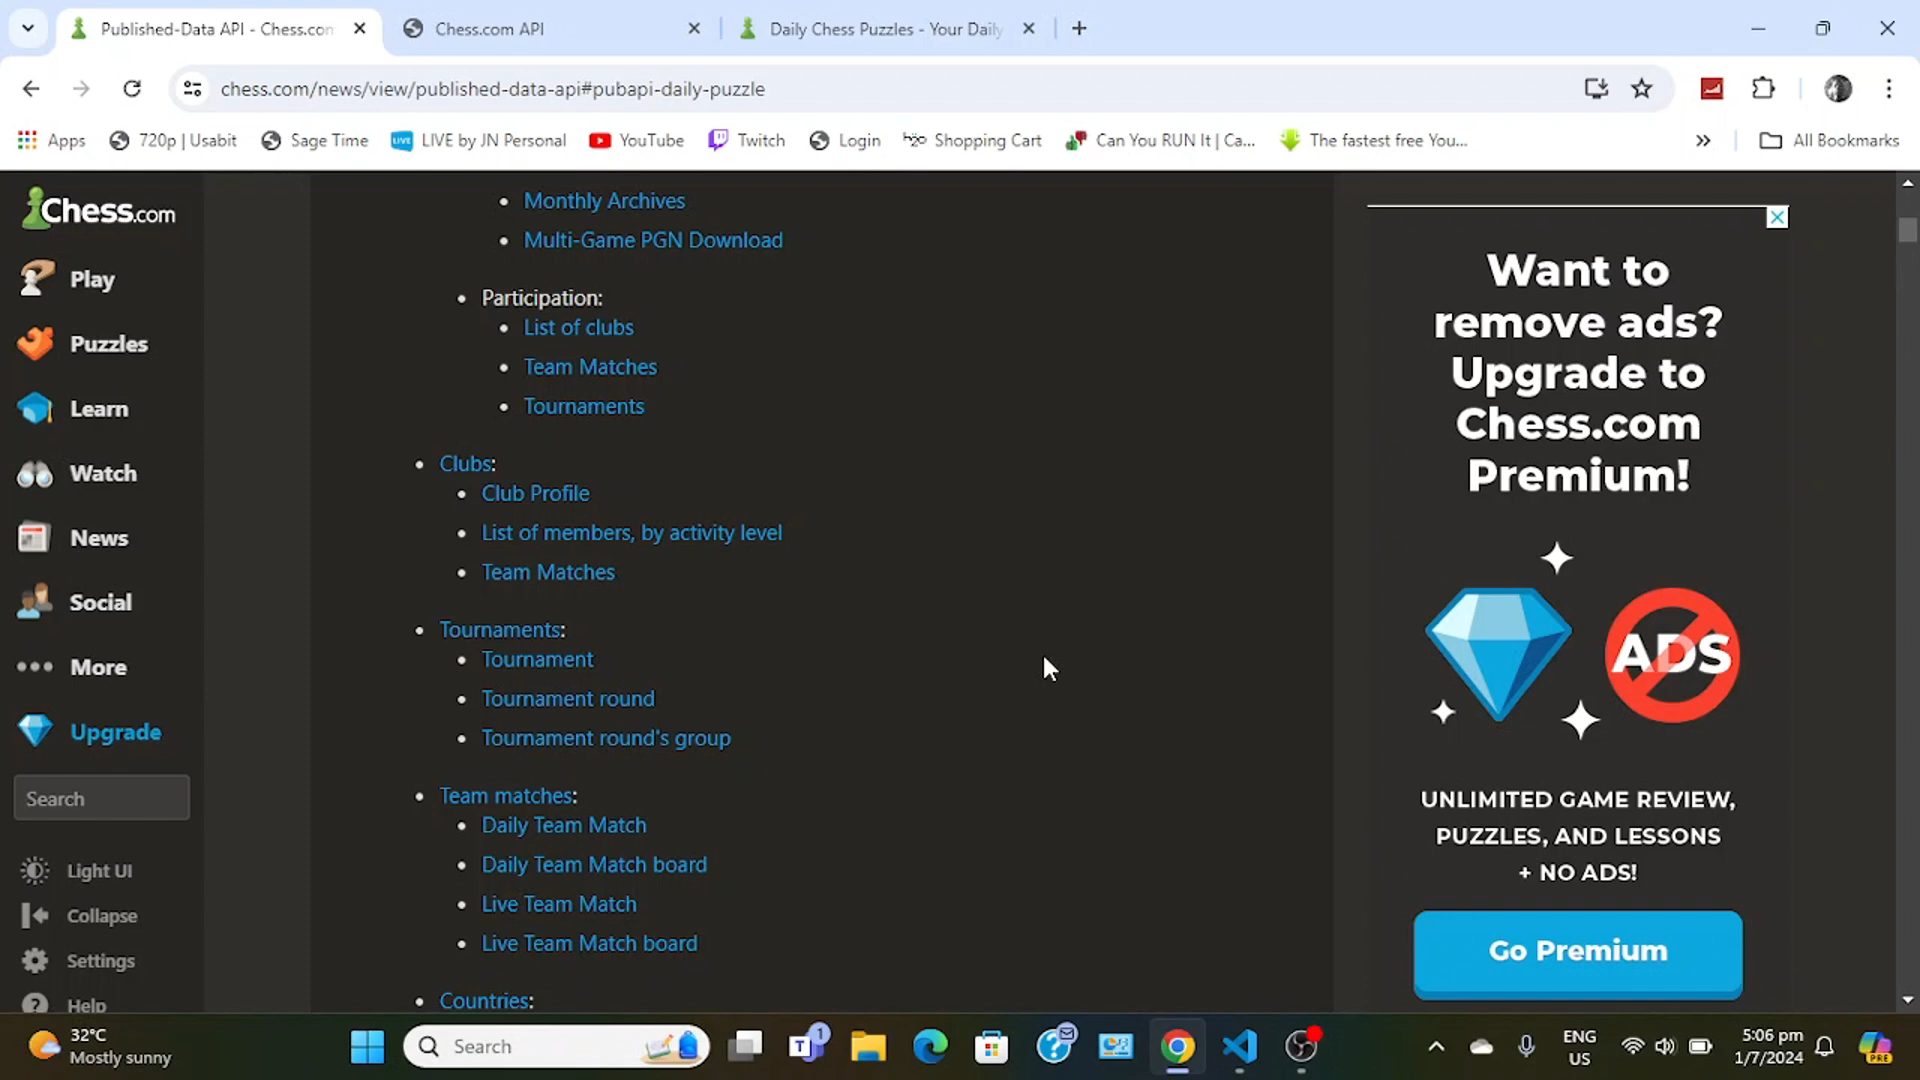 Published-Data API - Chess.con
Chess.com API
Daily Chess Puzzles - Your Daily
chess.com/news/view/published-data-api#pubapi-daily-puzzle
Apps
720p | Usabit
Sage Time
LIVE by JN Personal
YouTube
Twitch
Login
Shopping Cart
Can You RUN It | Ca...
The fastest free You...
All Bookmarks
Chess.com
Play
Puzzles
Learn
Watch
News
Social
More
Upgrade
Search
Light UI
Collapse
Settings
Help
Monthly Archives
Multi-Game PGN Download
Participation:
List of clubs
Team Matches
Tournaments
Clubs:
Club Profile
List of members, by activity level
Team Matches
Tournaments:
Tournament
Tournament round
Tournament round's group
Team matches:
Daily Team Match
Daily Team Match board
Live Team Match
Live Team Match board
Countries:
Want to
remove ads?
Upgrade to
Chess.com
Premium!
ADS
UNLIMITED GAME REVIEW,
PUZZLES, AND LESSONS
+ NO ADS!
Go Premium
32°C
Mostly sunny
Search
1
ENG
US
5:06 pm
1/7/2024
PRE